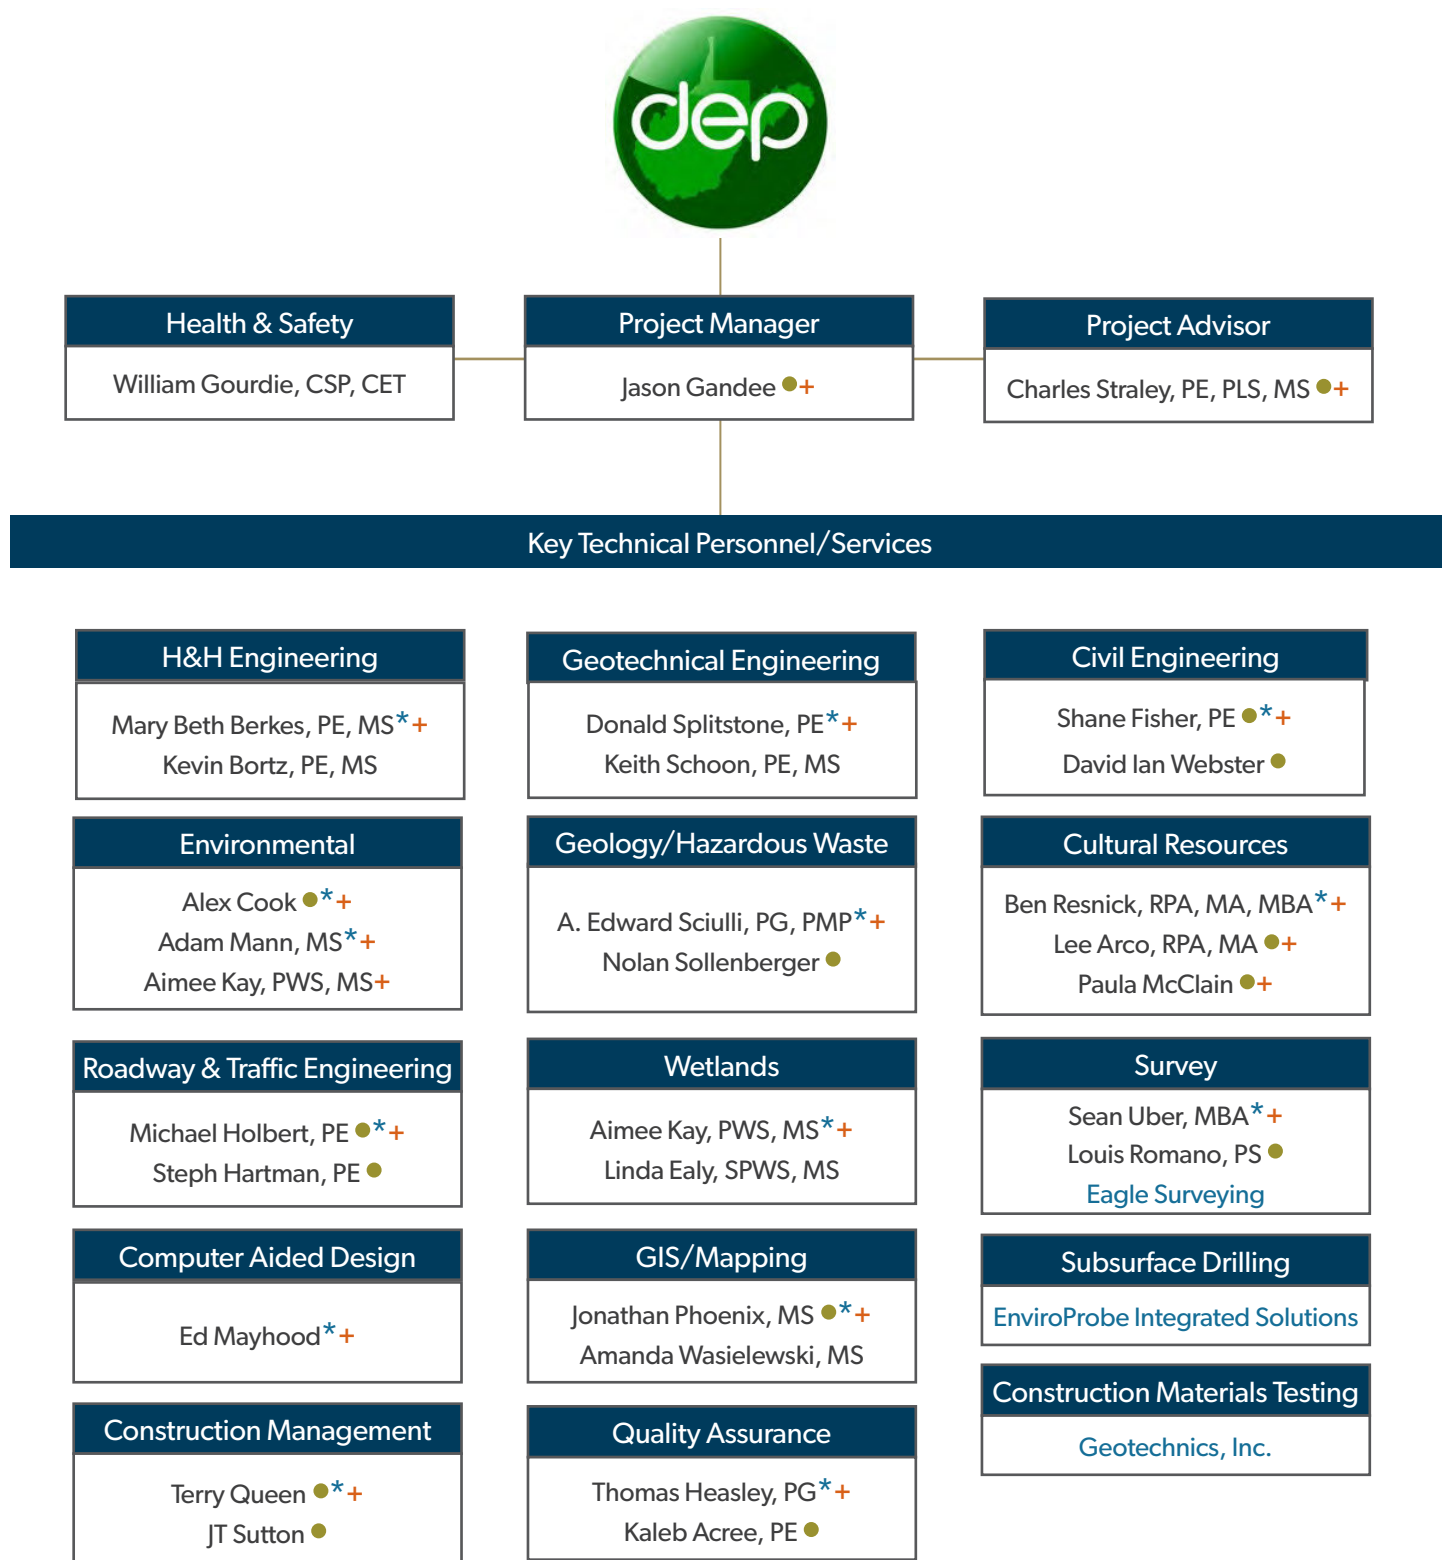 dep
Health & Safety
William Gourdie, CSP, CET
Project Manager
Jason Gandee ●+
Project Advisor
Charles Straley, PE, PLS, MS ●+
Key Technical Personnel/Services
H&H Engineering
Mary Beth Berkes, PE, MS*+
Kevin Bortz, PE, MS
Geotechnical Engineering
Donald Splitstone, PE*+
Keith Schoon, PE, MS
Civil Engineering
Shane Fisher, PE ●*+
David Ian Webster ●
Environmental
Alex Cook ●*+
Adam Mann, MS*+
Aimee Kay, PWS, MS+
Geology/Hazardous Waste
A. Edward Sciulli, PG, PMP*+
Nolan Sollenberger ●
Cultural Resources
Ben Resnick, RPA, MA, MBA*+
Lee Arco, RPA, MA ●+
Paula McClain ●+
Roadway & Traffic Engineering
Michael Holbert, PE ●*+
Steph Hartman, PE ●
Wetlands
Aimee Kay, PWS, MS*+
Linda Ealy, SPWS, MS
Survey
Sean Uber, MBA*+
Louis Romano, PS ●
Eagle Surveying
Computer Aided Design
Ed Mayhood*+
GIS/Mapping
Jonathan Phoenix, MS ●*+
Amanda Wasielewski, MS
Subsurface Drilling
EnviroProbe Integrated Solutions
Construction Materials Testing
Geotechnics, Inc.
Construction Management
Terry Queen ●*+
JT Sutton ●
Quality Assurance
Thomas Heasley, PG*+
Kaleb Acree, PE ●